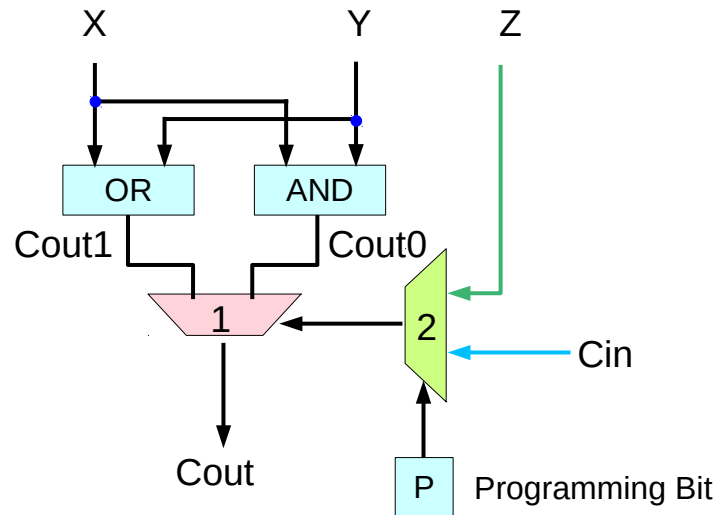 X Y Z
OR AND
Cout1 Cout0
1 2
Cin
Cout
P Programming Bit